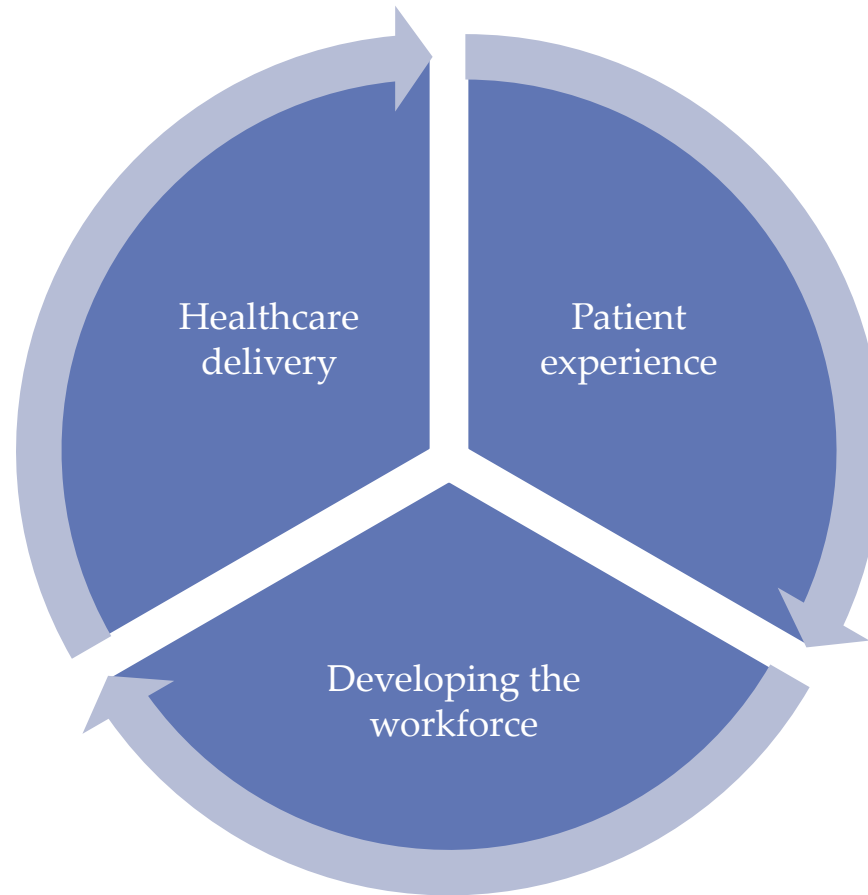 Healthcare
delivery
Patient
experience
Developing the
workforce